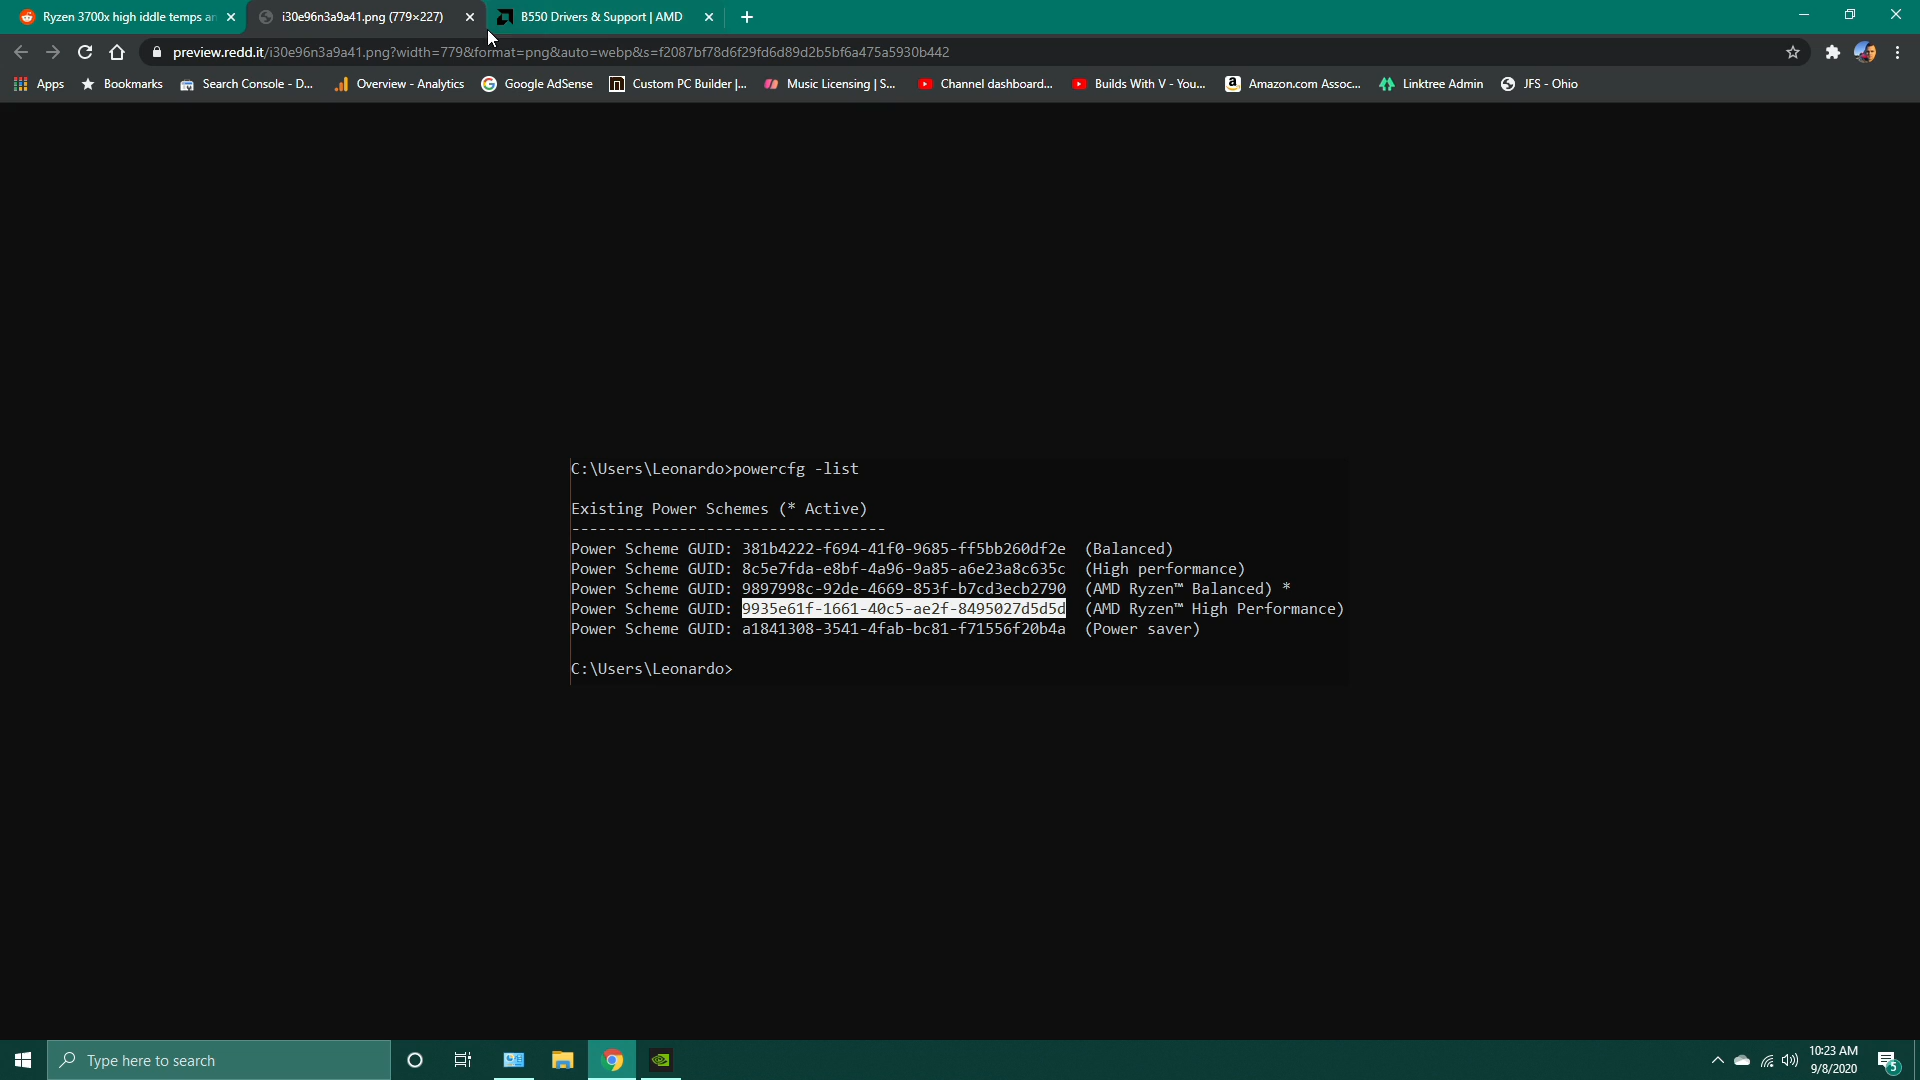 Ryzen 3700x high iddle temps an
i30e96n3a9a41.png (779×227)
B550 Drivers & Support | AMD
preview.redd.it/i30e96n3a9a41.png?width=779&format=png&auto=webp&s=f2087bf78d6f29fd6d89d2b5bf6a475a5930b442
Apps
Bookmarks
Search Console - D...
Overview - Analytics
Google AdSense
Custom PC Builder |...
Music Licensing | S...
Channel dashboard...
Builds With V - You...
Amazon.com Assoc...
Linktree Admin
JFS - Ohio
C:\Users\Leonardo>powercfg -list
Existing Power Schemes (* Active)
-----------------------------------
Power Scheme GUID: 381b4222-f694-41f0-9685-ff5bb260df2e  (Balanced)
Power Scheme GUID: 8c5e7fda-e8bf-4a96-9a85-a6e23a8c635c  (High performance)
Power Scheme GUID: 9897998c-92de-4669-853f-b7cd3ecb2790  (AMD Ryzen™ Balanced) *
Power Scheme GUID: 9935e61f-1661-40c5-ae2f-8495027d5d5d  (AMD Ryzen™ High Performance)
Power Scheme GUID: a1841308-3541-4fab-bc81-f71556f20b4a  (Power saver)
C:\Users\Leonardo>
Type here to search
10:23 AM
9/8/2020
5